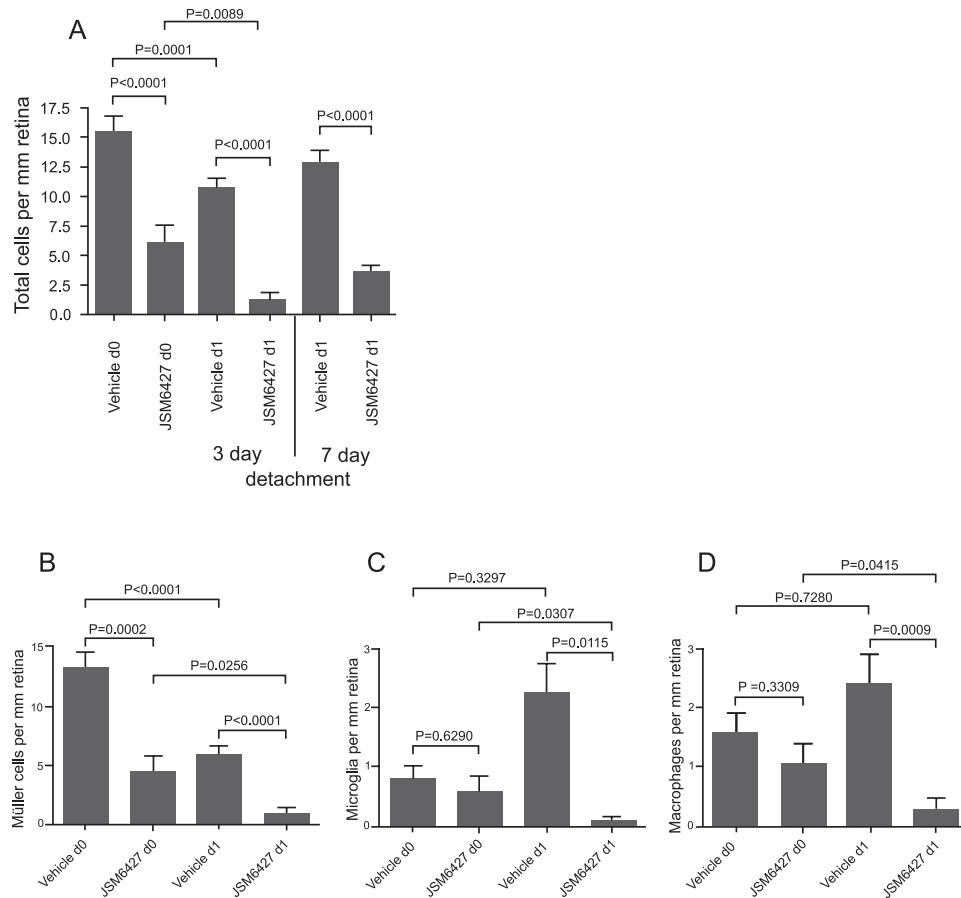 A
P=0.0089
P=0.0001
P<0.0001
P<0.0001
P<0.0001
Total cells per mm retina
17.5
15.0
12.5
10.0
7.5
5.0
2.5
0.0
Vehicle d0
JSM6427 d0
Vehicle d1
JSM6427 d1
Vehicle d1
JSM6427 d1
3 day
7 day
detachment
B
P<0.0001
P=0.0002
P=0.0256
P<0.0001
Müller cells per mm retina
15
10
5
0
Vehicle d0
JSM6427 d0
Vehicle d1
JSM6427 d1
C
P=0.3297
P=0.0307
P=0.0115
P=0.6290
Microglia per mm retina
3
2
1
0
Vehicle d0
JSM6427 d0
Vehicle d1
JSM6427 d1
D
P=0.0415
P=0.7280
P=0.0009
P =0.3309
Macrophages per mm retina
3
2
1
0
Vehicle d0
JSM6427 d0
Vehicle d1
JSM6427 d1